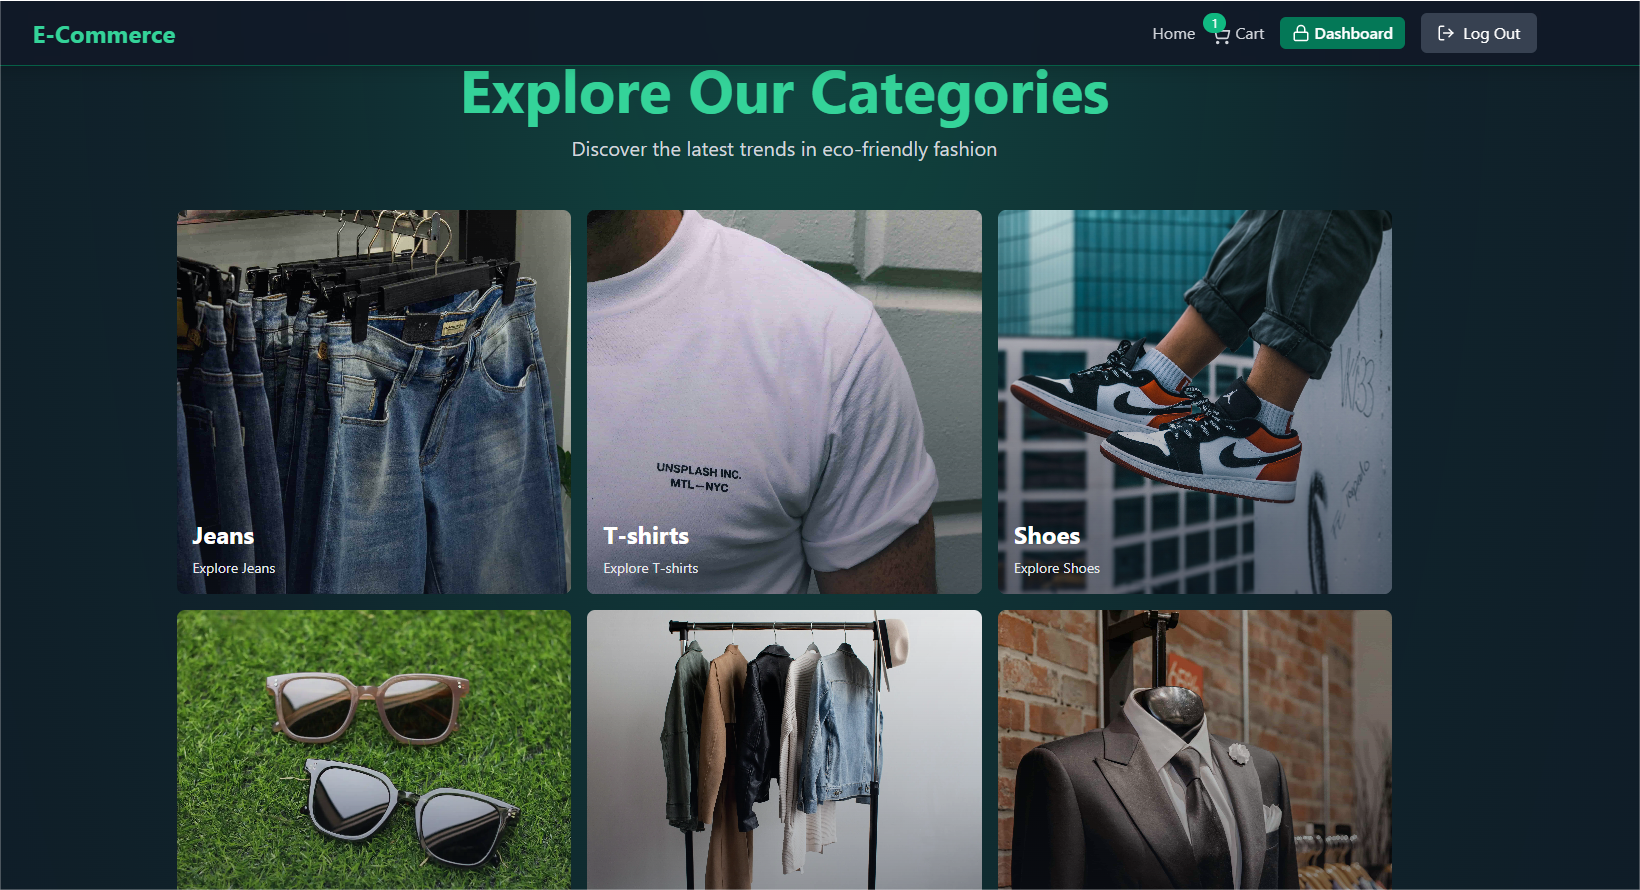 E-Commerce
Home
1
Cart
Dashboard
Log Out
Explore Our Categories
Discover the latest trends in eco-friendly fashion
UNSPLASH INC.
MTL—NYC
Jeans
Explore Jeans
T-shirts
Explore T-shirts
Shoes
Explore Shoes